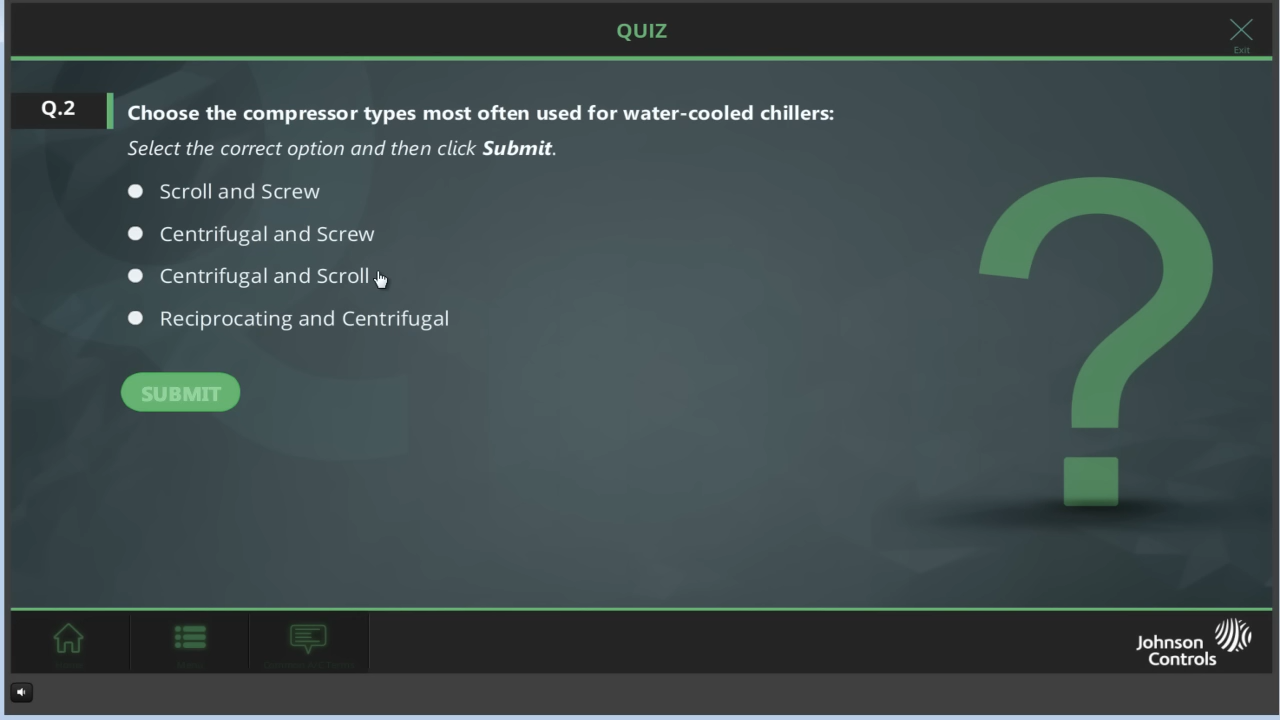 QUIZ
Exit
Q.2
Choose the compressor types most often used for water-cooled chillers:
Select the correct option and then click Submit.
Scroll and Screw
Centrifugal and Screw
Centrifugal and Scroll
Reciprocating and Centrifugal
SUBMIT
Johnson
Controls